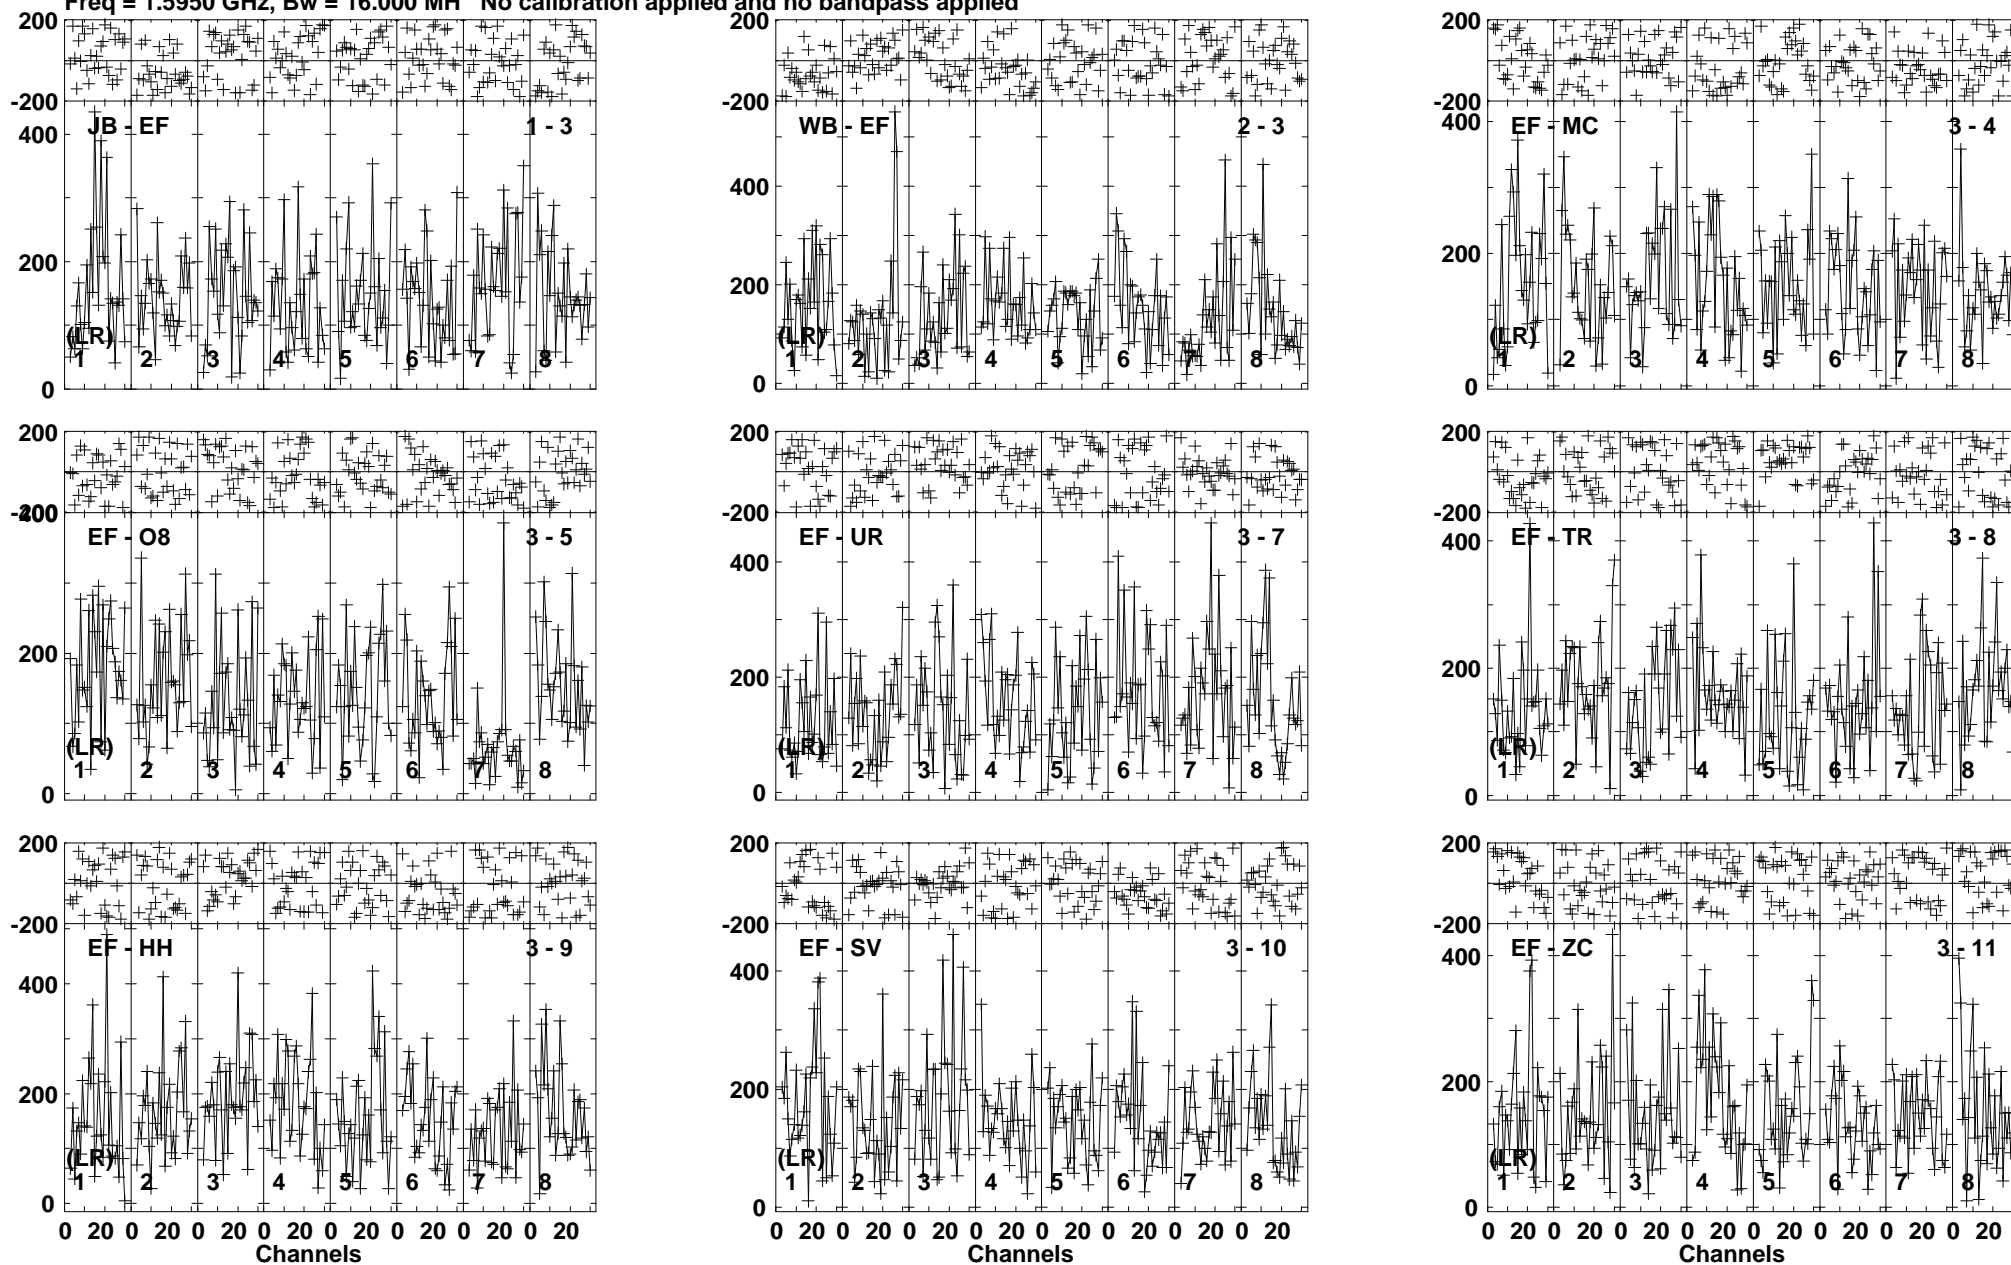 Freq = 1.5950 GHz, Bw = 16.000 MH No calibration applied and no bandpass applied
200 200 200
-200 -200 -200
JB - EF 1 - 3 WB - EF 2 - 3 EF - MC 3 - 4
400 400 400
200 200 200
(LR) (LR) (LR)
1 2 3 4 5 6 7 8 1 2 3 4 5 6 7 8 1 2 3 4 5 6 7 8
0 0 0
200 200 200
-200 -200 -200
400
EF - O8 3 - 5 EF - UR 3 - 7 EF - TR 3 - 8
400 400
200 200 200
(LR) (LR) (LR)
1 2 3 4 5 6 7 8 1 2 3 4 5 6 7 8 1 2 3 4 5 6 7 8
0 0 0
200 200 200
-200 -200 -200
EF - HH 3 - 9 EF - SV 3 - 10 EF - ZC 3 - 11
400 400 400
200 200 200
(LR) (LR) (LR)
1 2 3 4 5 6 7 8 1 2 3 4 5 6 7 8 1 2 3 4 5 6 7 8
0 0 0
0 20 0 20 0 20 0 20 0 20 0 20 0 20 0 20 0 20 0 20 0 20 0 20 0 20 0 20 0 20 0 20 0 20 0 20 0 20 0 20 0 20 0 20 0 20 0 20
Channels Channels Channels